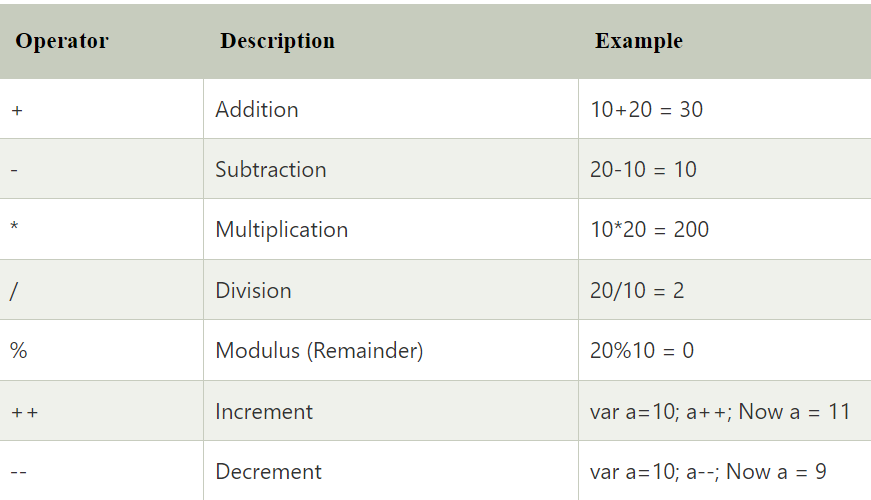 Operator Description Example
+ Addition 10+20 = 30
- Subtraction 20-10 = 10
* Multiplication 10*20 = 200
/ Division 20/10 = 2
% Modulus (Remainder) 20%10 = 0
++ Increment var a=10; a++; Now a = 11
-- Decrement var a=10; a--; Now a = 9